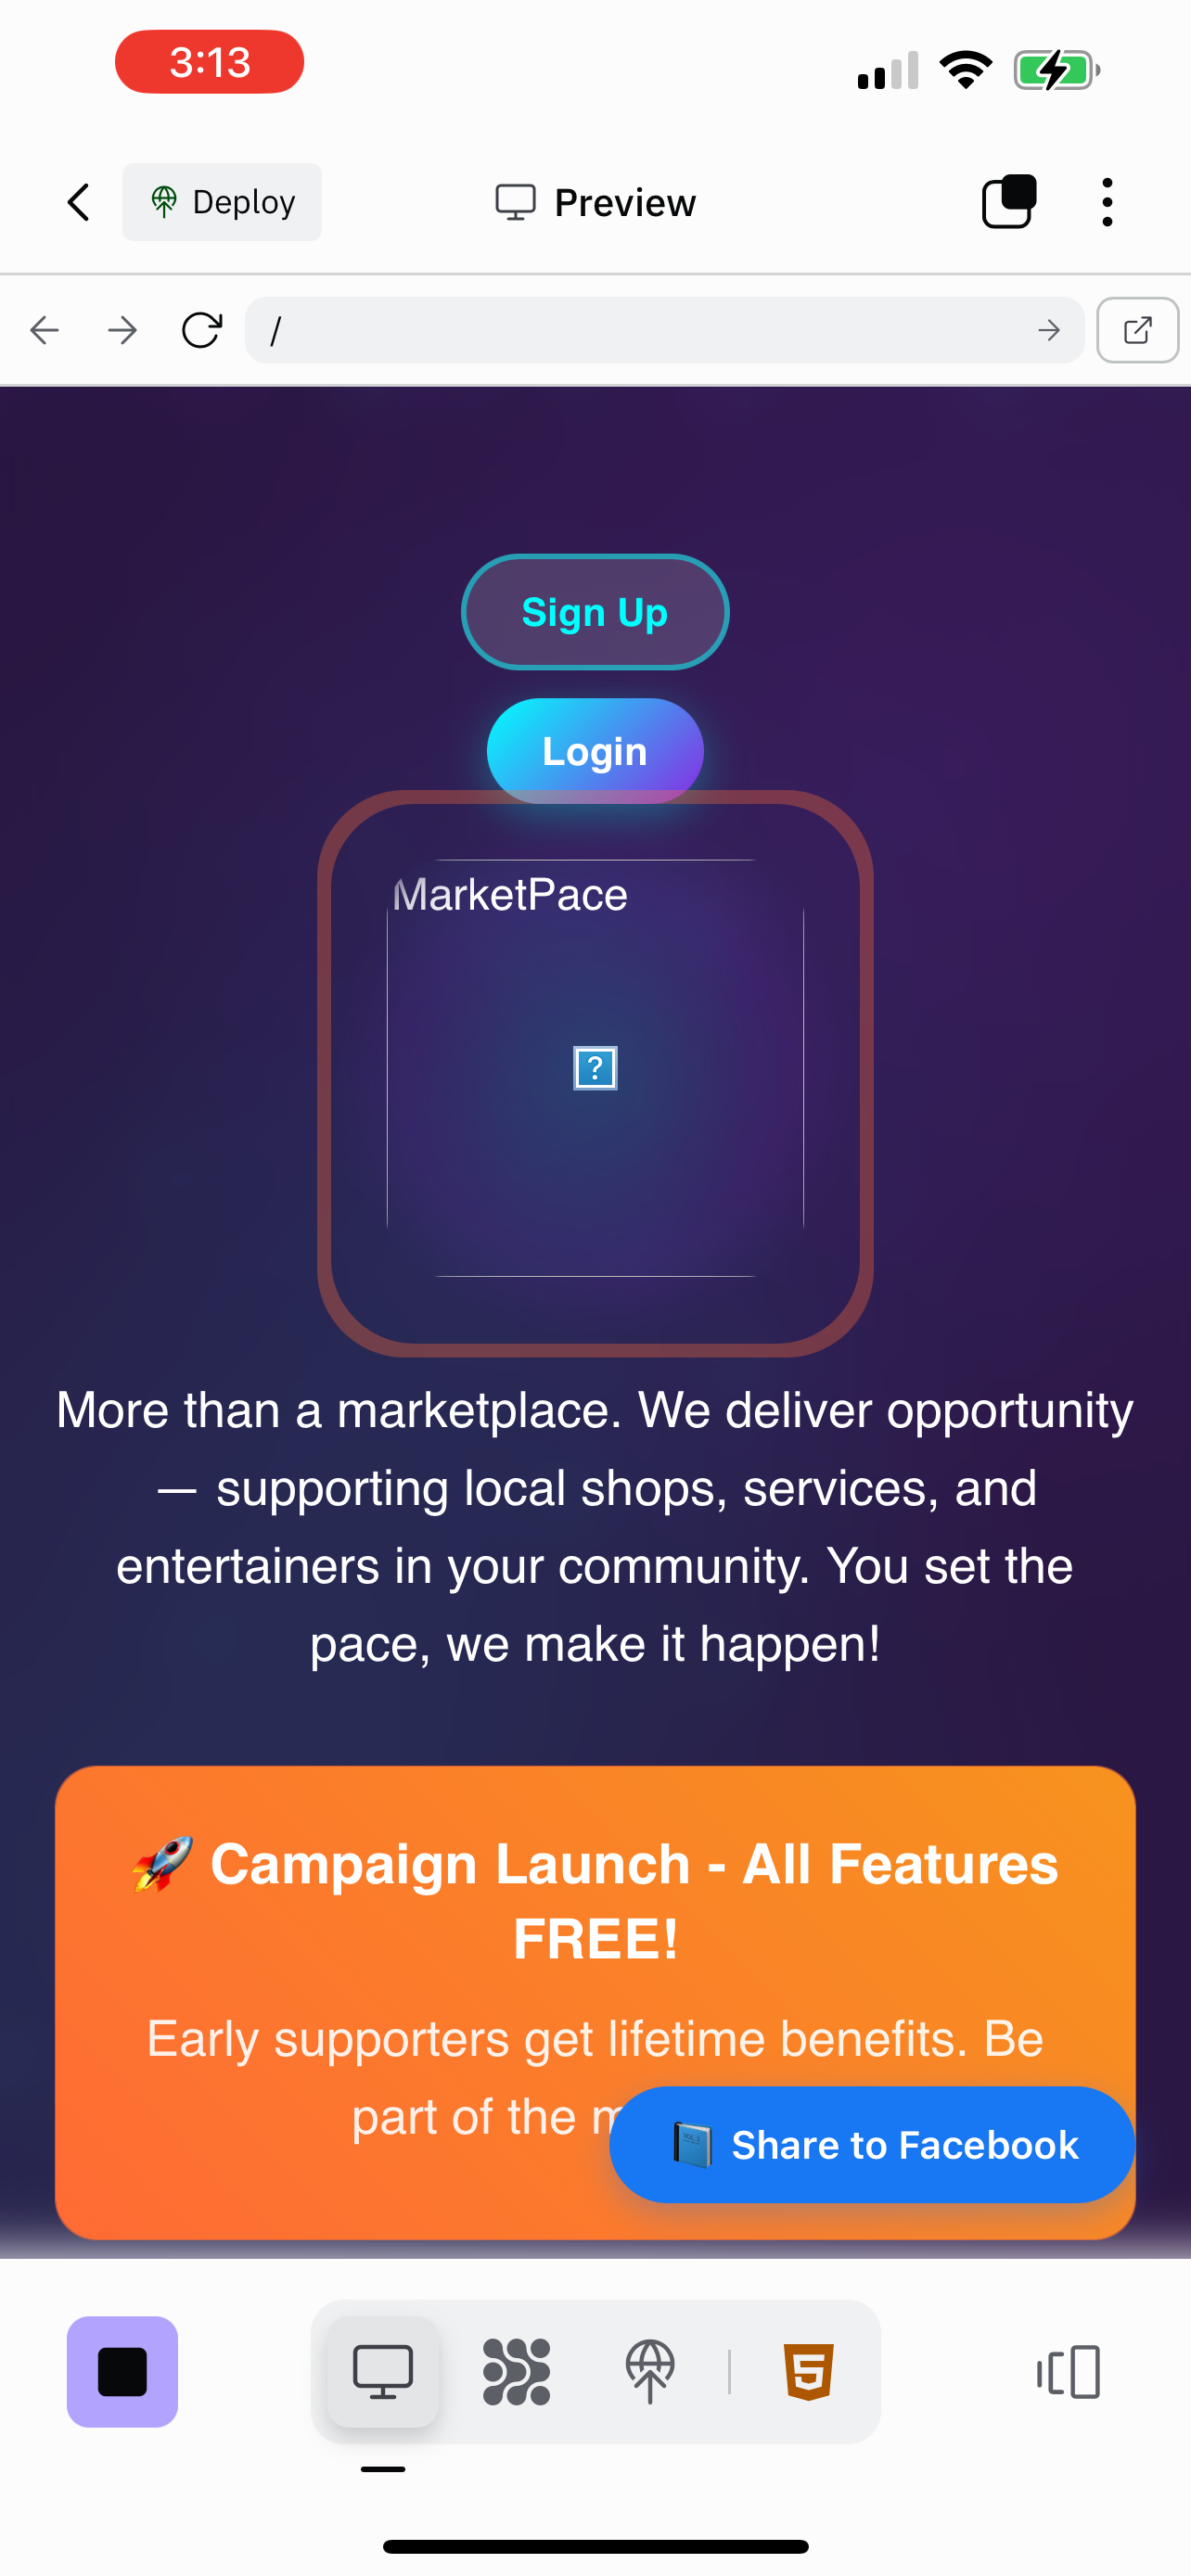 3:13
Deploy
Preview
/
Sign Up
Login
MarketPace
?
More than a marketplace. We deliver opportunity
— supporting local shops, services, and
entertainers in your community. You set the
pace, we make it happen!
🚀 Campaign Launch - All Features
FREE!
Early supporters get lifetime benefits. Be
part of the m
📘 Share to Facebook
5